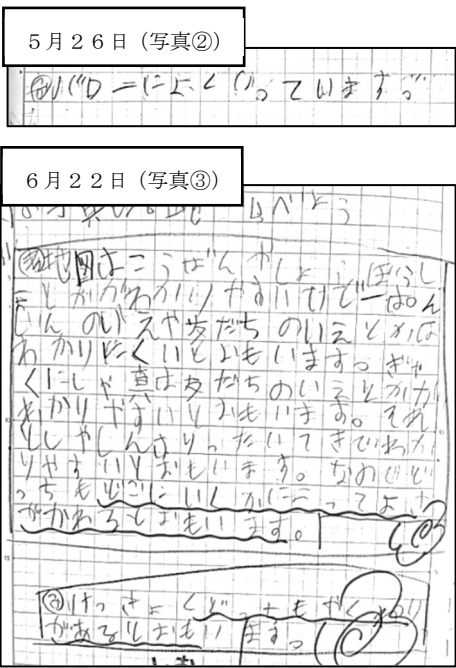 ５月２６日（写真②）
バローによくいっています。
６月２２日（写真③）
地図はこうばんやしょうぼうし
ょとかがわかりやすいけど一ぱん
じんのいえや友だちのいえとかは
わかりにくいとおもいます。ぎゃ
くにしゃ真は友だちのいえとかが
わかりやすいとおもいます。それ
としゃしんはりったいてきでわか
りやすいとおもいます。なのでど
っちもどこにいくかによってよさ
がかわるとおもいます。
けっきょくどっちもやくわり
があるとおもいます。